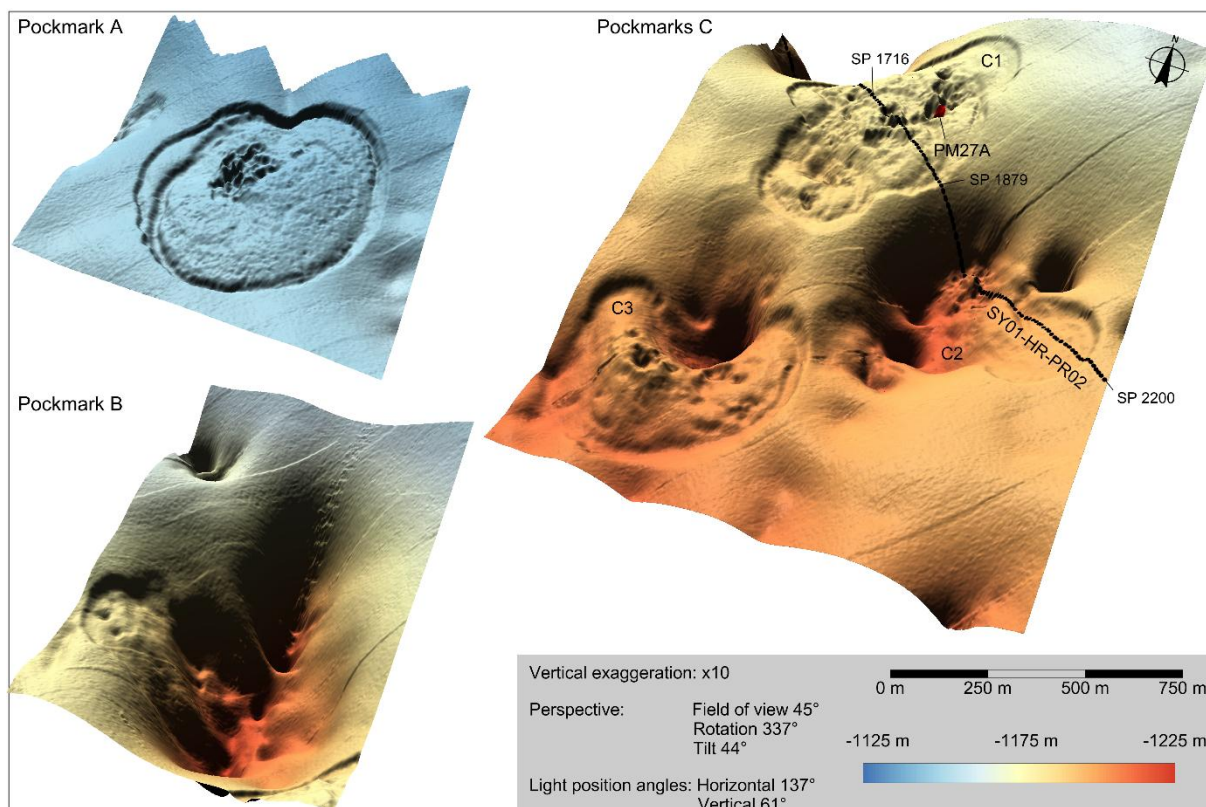 Pockmark A
Pockmarks C
N
SP 1716
C1
PM27A
SP 1879
C3
C2
SY01-HR-PR02
SP 2200
Pockmark B
Vertical exaggeration: x10
0 m 250 m 500 m 750 m
Perspective: Field of view 45°
Rotation 337°
Tilt 44°
-1125 m -1175 m -1225 m
Light position angles: Horizontal 137°
Vertical 61°